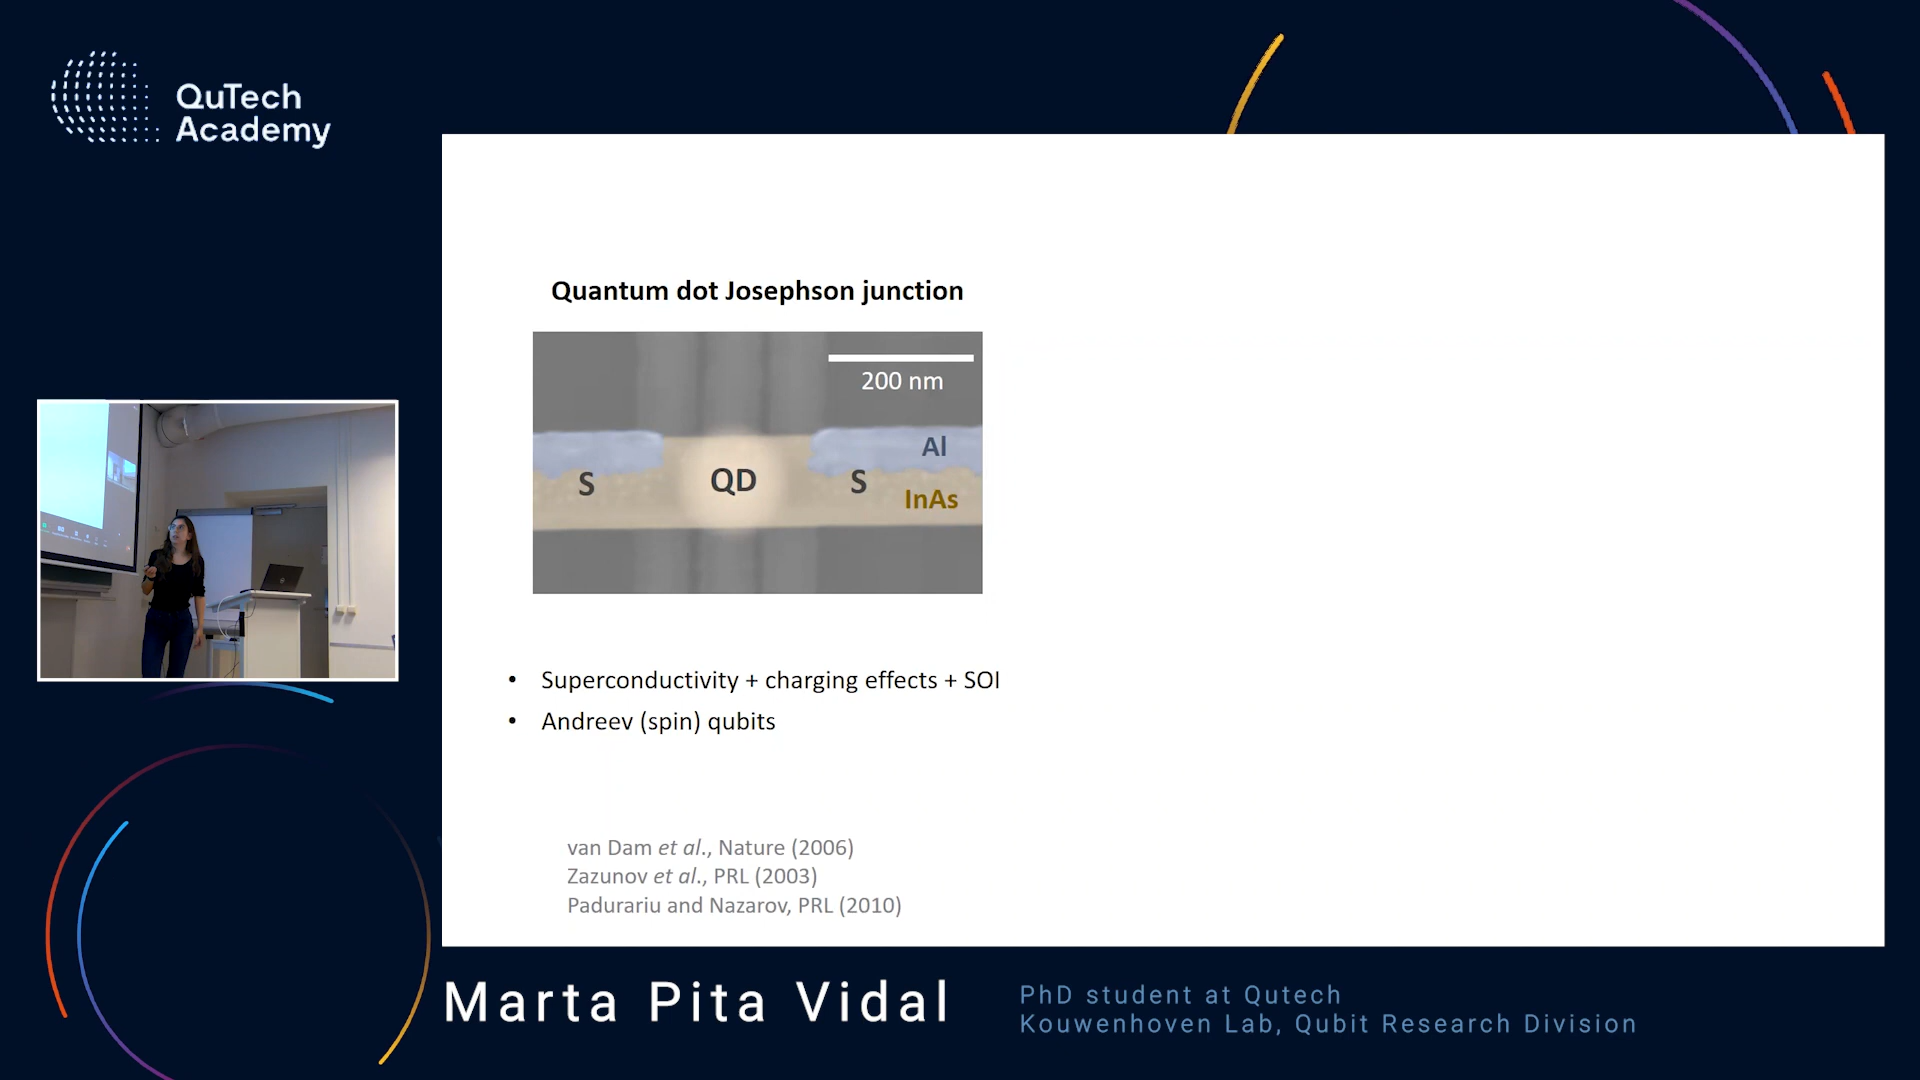 QuTech
Academy
Quantum dot Josephson junction
200 nm
Al
S
QD
S
InAs
• Superconductivity + charging effects + SOI
• Andreev (spin) qubits
van Dam et al., Nature (2006)
Zazunov et al., PRL (2003)
Padurariu and Nazarov, PRL (2010)
Marta Pita Vidal
PhD student at Qutech
Kouwenhoven Lab, Qubit Research Division